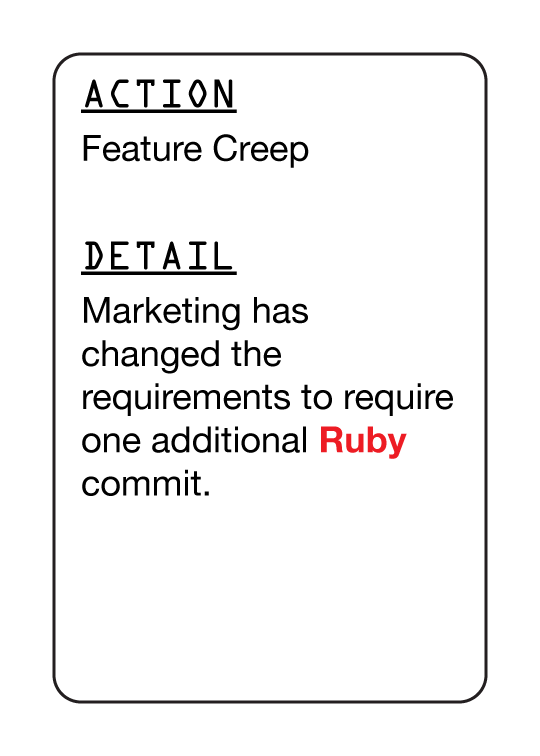 ACTION
Feature Creep
DETAIL
Marketing has
changed the
requirements to require
one additional Ruby
commit.